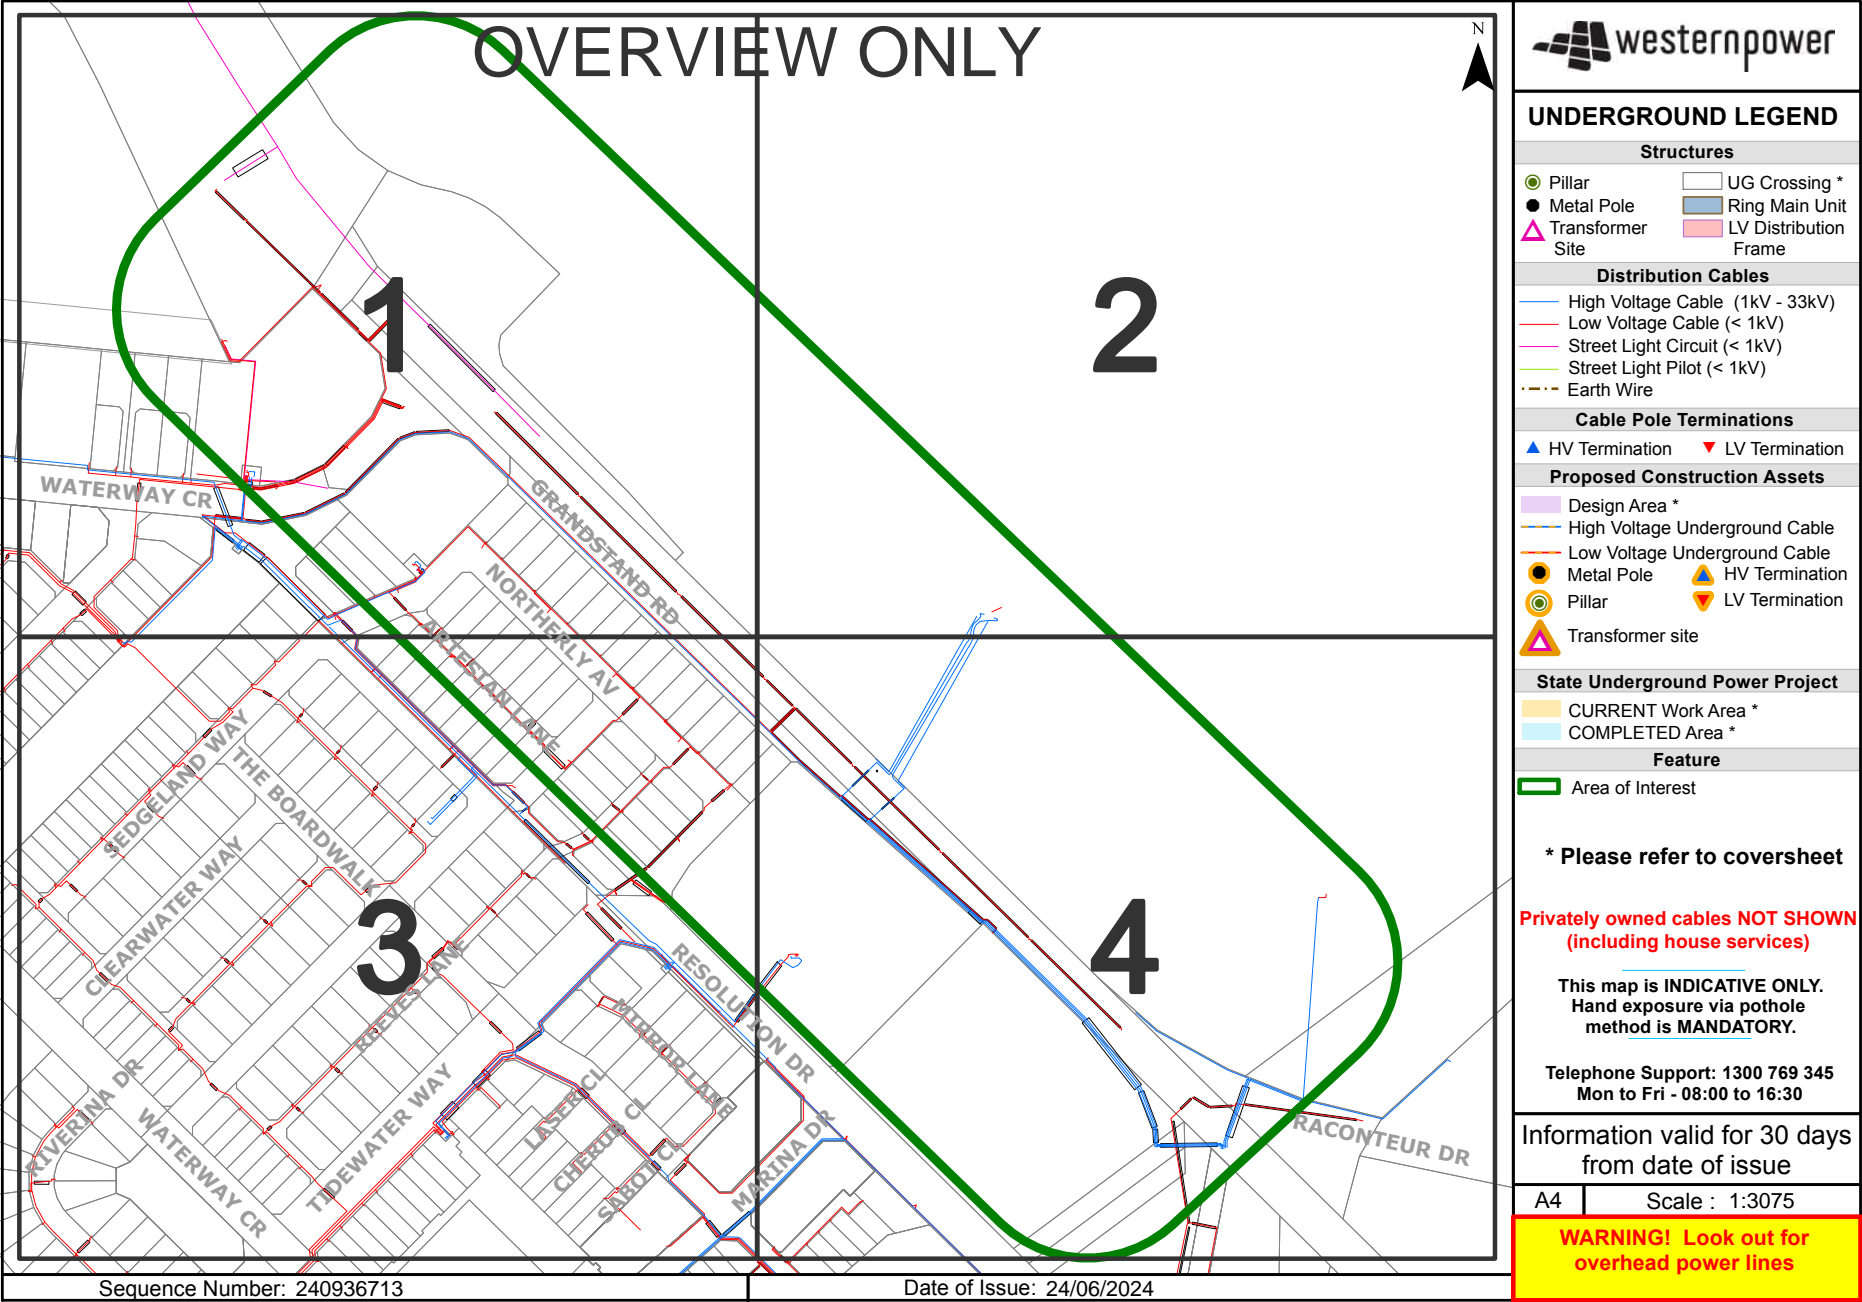 OVERVIEW ONLY
N
1
2
3
4
WATERWAY CR
GRANDSTAND RD
NORTHERLY AV
ARTESIAN LANE
SEDGELAND WAY
THE BOARDWALK
CLEARWATER WAY
REEVES LANE
RESOLUTION DR
MIRROR LANE
LASER CL
CHERUB CL
SABOT CL
MARINA DR
RIVERINA DR
WATERWAY CR
TIDEWATER WAY
RACONTEUR DR
Sequence Number: 240936713
Date of Issue: 24/06/2024
westernpower
UNDERGROUND LEGEND
Structures
Pillar
UG Crossing *
Metal Pole
Ring Main Unit
Transformer
Site
LV Distribution
Frame
Distribution Cables
High Voltage Cable (1kV - 33kV)
Low Voltage Cable (< 1kV)
Street Light Circuit (< 1kV)
Street Light Pilot (< 1kV)
Earth Wire
Cable Pole Terminations
HV Termination
LV Termination
Proposed Construction Assets
Design Area *
High Voltage Underground Cable
Low Voltage Underground Cable
Metal Pole
HV Termination
Pillar
LV Termination
Transformer site
State Underground Power Project
CURRENT Work Area *
COMPLETED Area *
Feature
Area of Interest
* Please refer to coversheet
Privately owned cables NOT SHOWN
(including house services)
This map is INDICATIVE ONLY.
Hand exposure via pothole
method is MANDATORY.
Telephone Support: 1300 769 345
Mon to Fri - 08:00 to 16:30
Information valid for 30 days
from date of issue
A4
Scale : 1:3075
WARNING! Look out for
overhead power lines